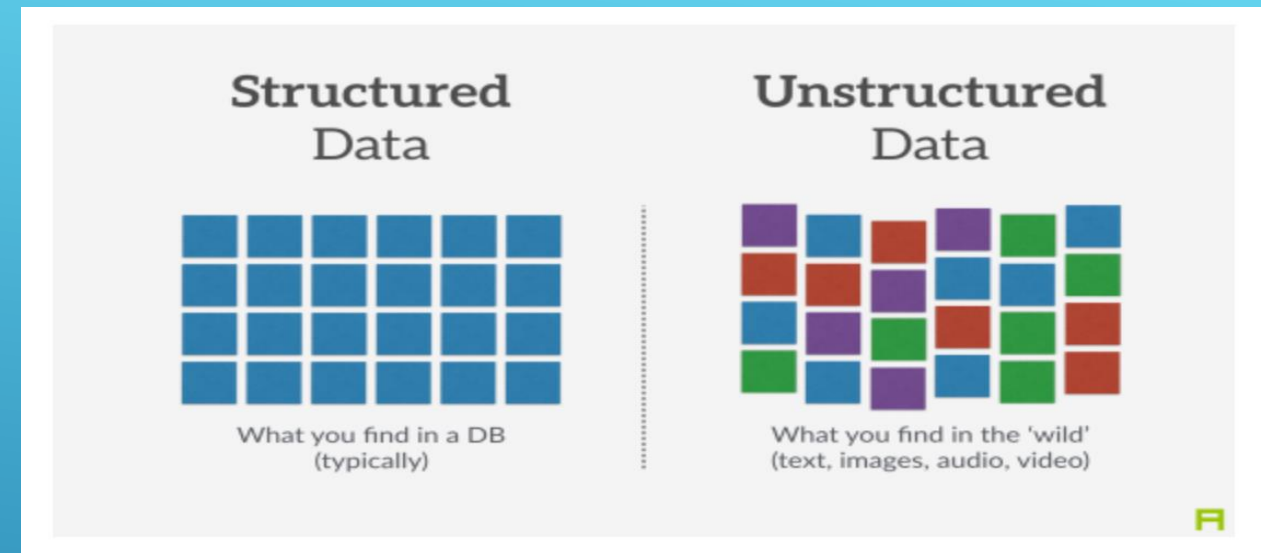 Structured
Data
What you find in a DB
(typically)
Unstructured
Data
What you find in the 'wild'
(text, images, audio, video)